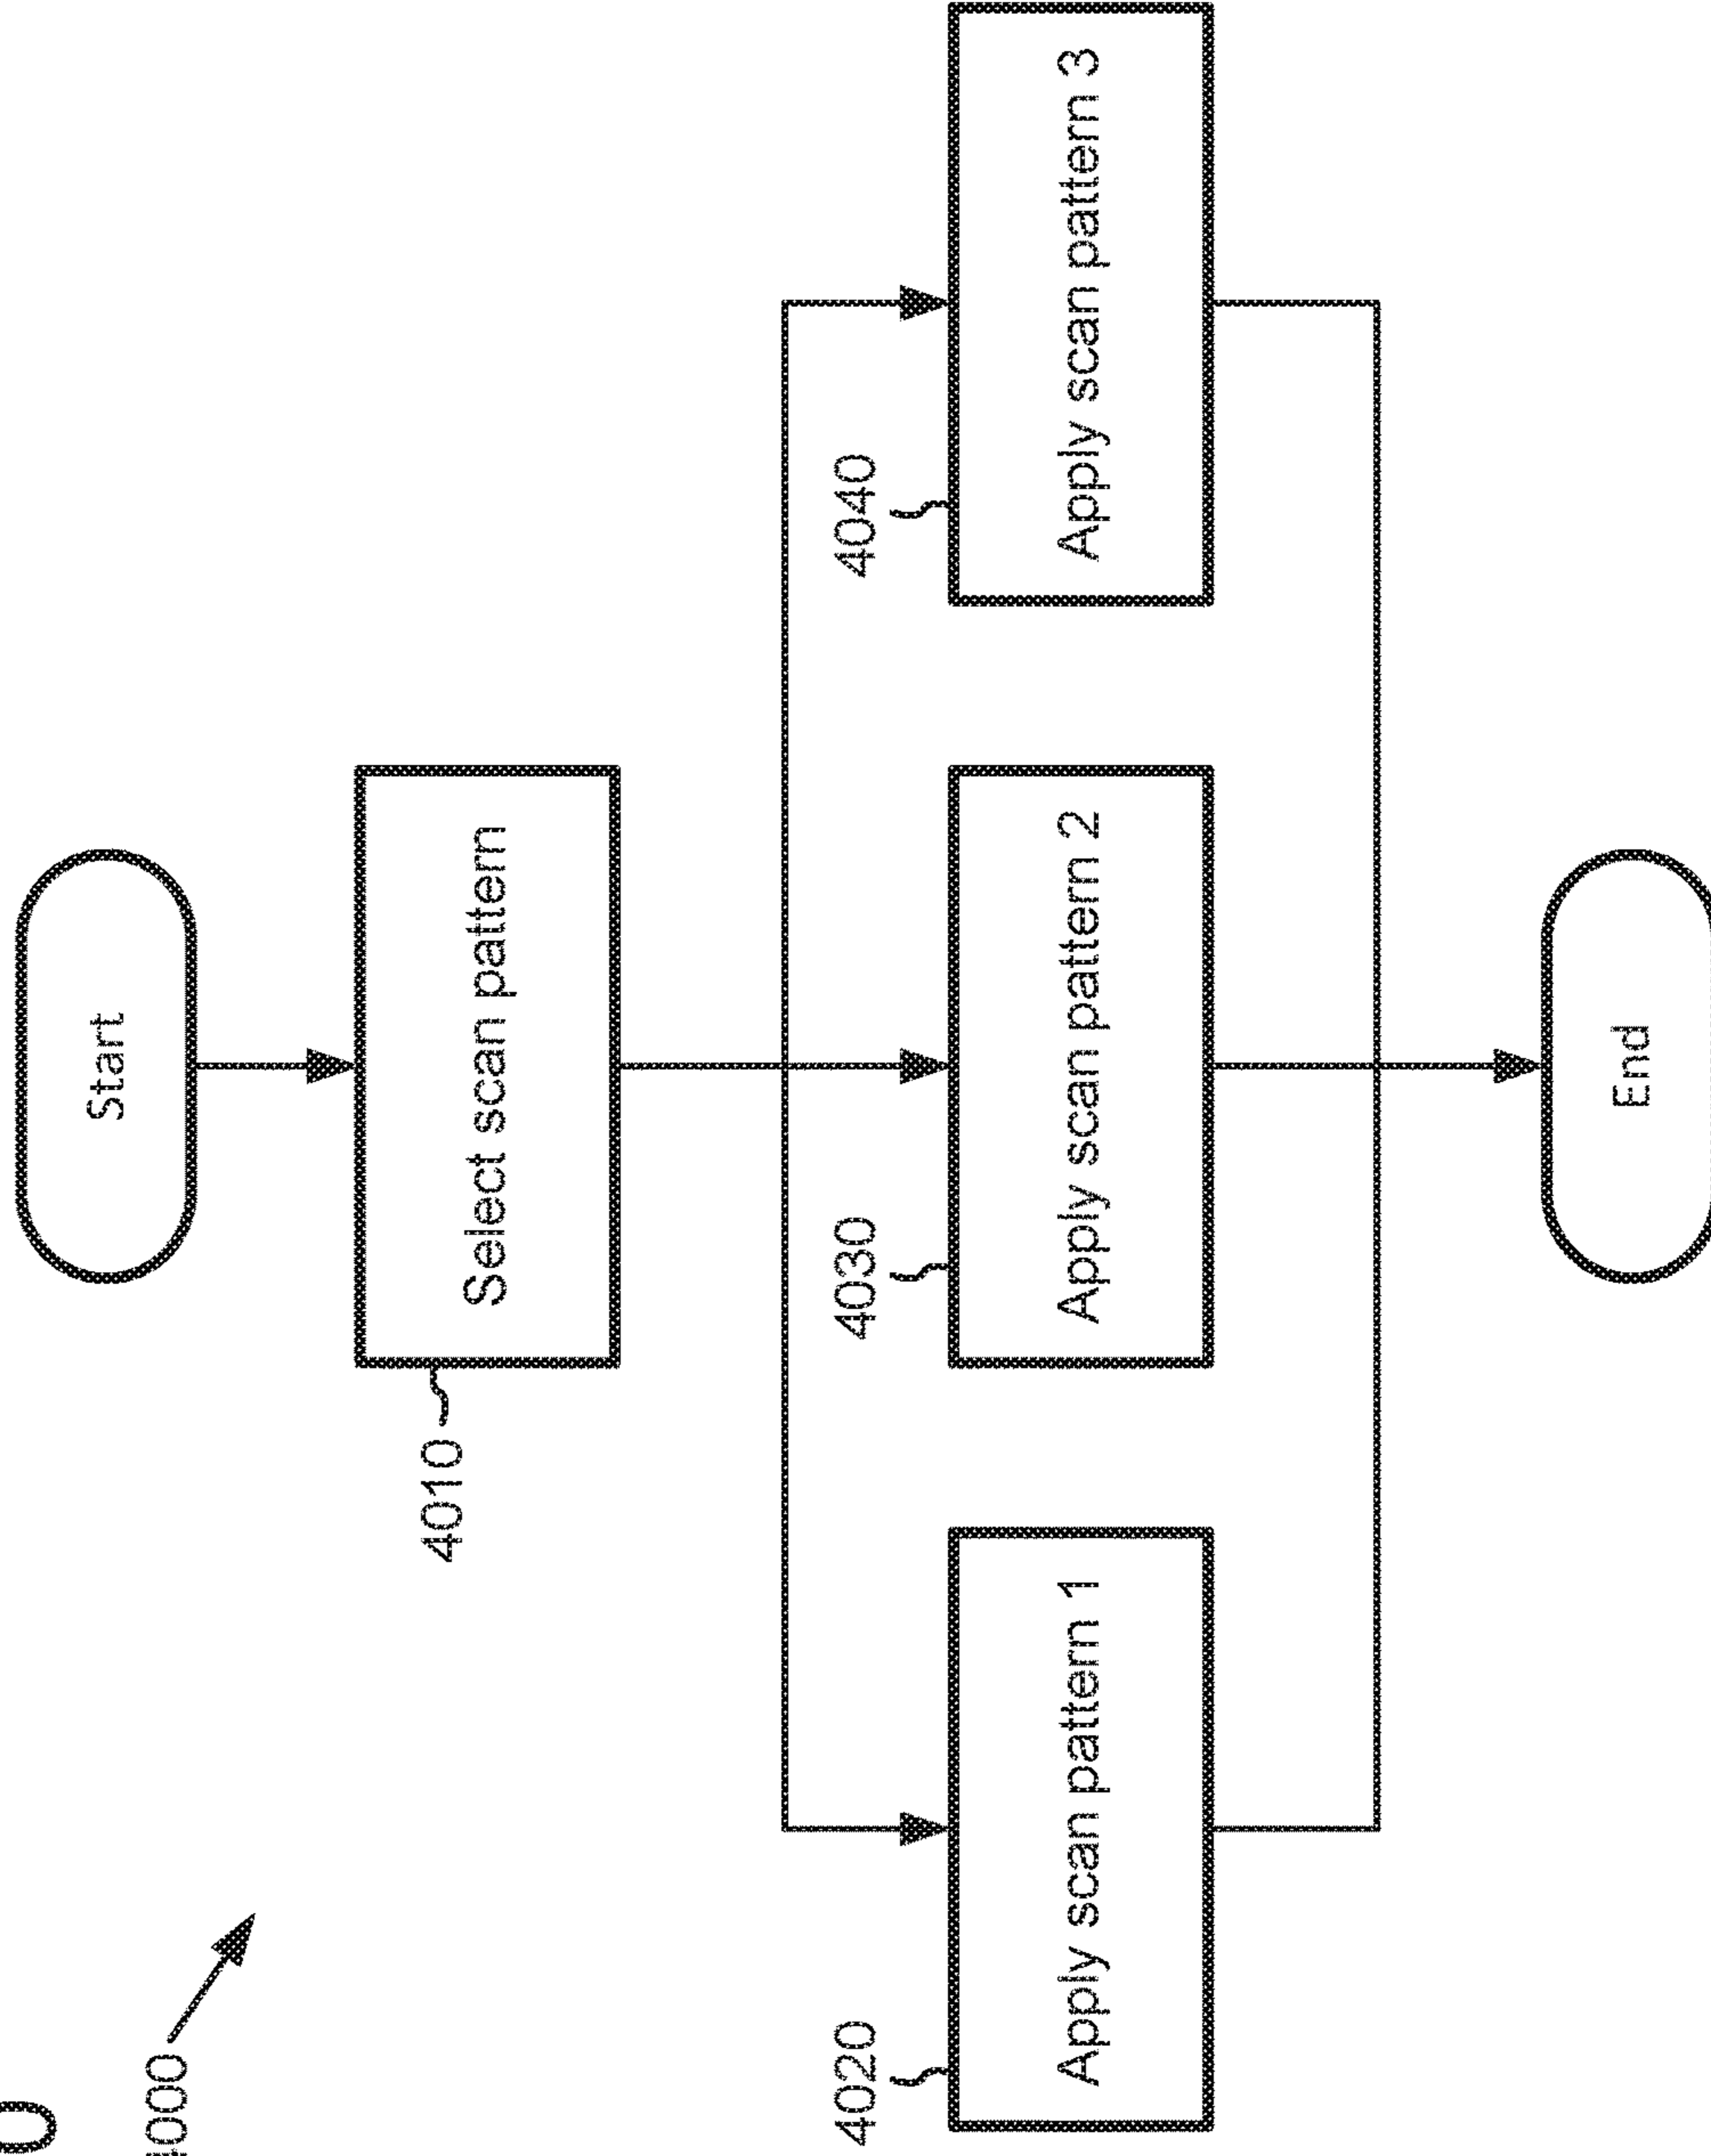 Start
4000
4010
Select scan pattern
4020
4030
4040
Apply scan pattern 1
Apply scan pattern 2
Apply scan pattern 3
End